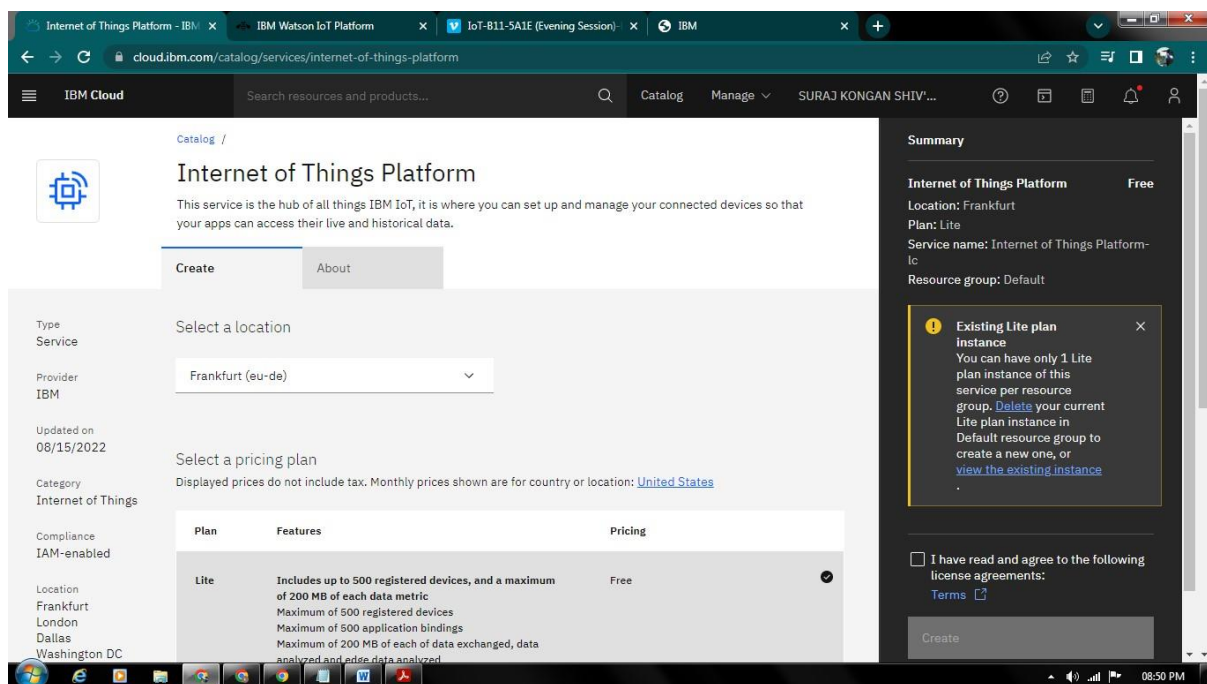 Internet of Things Platform - IBM
IBM Watson IoT Platform
IoT-B11-5A1E (Evening Session)-
IBM
cloud.ibm.com/catalog/services/internet-of-things-platform
IBM Cloud
Search resources and products...
Catalog
Manage
SURAJ KONGAN SHIV'...
Catalog /
Internet of Things Platform
This service is the hub of all things IBM IoT, it is where you can set up and manage your connected devices so that
your apps can access their live and historical data.
Create
About
Type
Service
Provider
IBM
Updated on
08/15/2022
Category
Internet of Things
Compliance
IAM-enabled
Location
Frankfurt
London
Dallas
Washington DC
Select a location
Frankfurt (eu-de)
Select a pricing plan
Displayed prices do not include tax. Monthly prices shown are for country or location: United States
Plan Features Pricing
Lite Includes up to 500 registered devices, and a maximum Free
of 200 MB of each data metric
Maximum of 500 registered devices
Maximum of 500 application bindings
Maximum of 200 MB of each of data exchanged, data
analyzed and edge data analyzed
Summary
Internet of Things Platform Free
Location: Frankfurt
Plan: Lite
Service name: Internet of Things Platform-
lc
Resource group: Default
Existing Lite plan
instance
You can have only 1 Lite
plan instance of this
service per resource
group. Delete your current
Lite plan instance in
Default resource group to
create a new one, or
view the existing instance
.
I have read and agree to the following
license agreements:
Terms
Create
08:50 PM